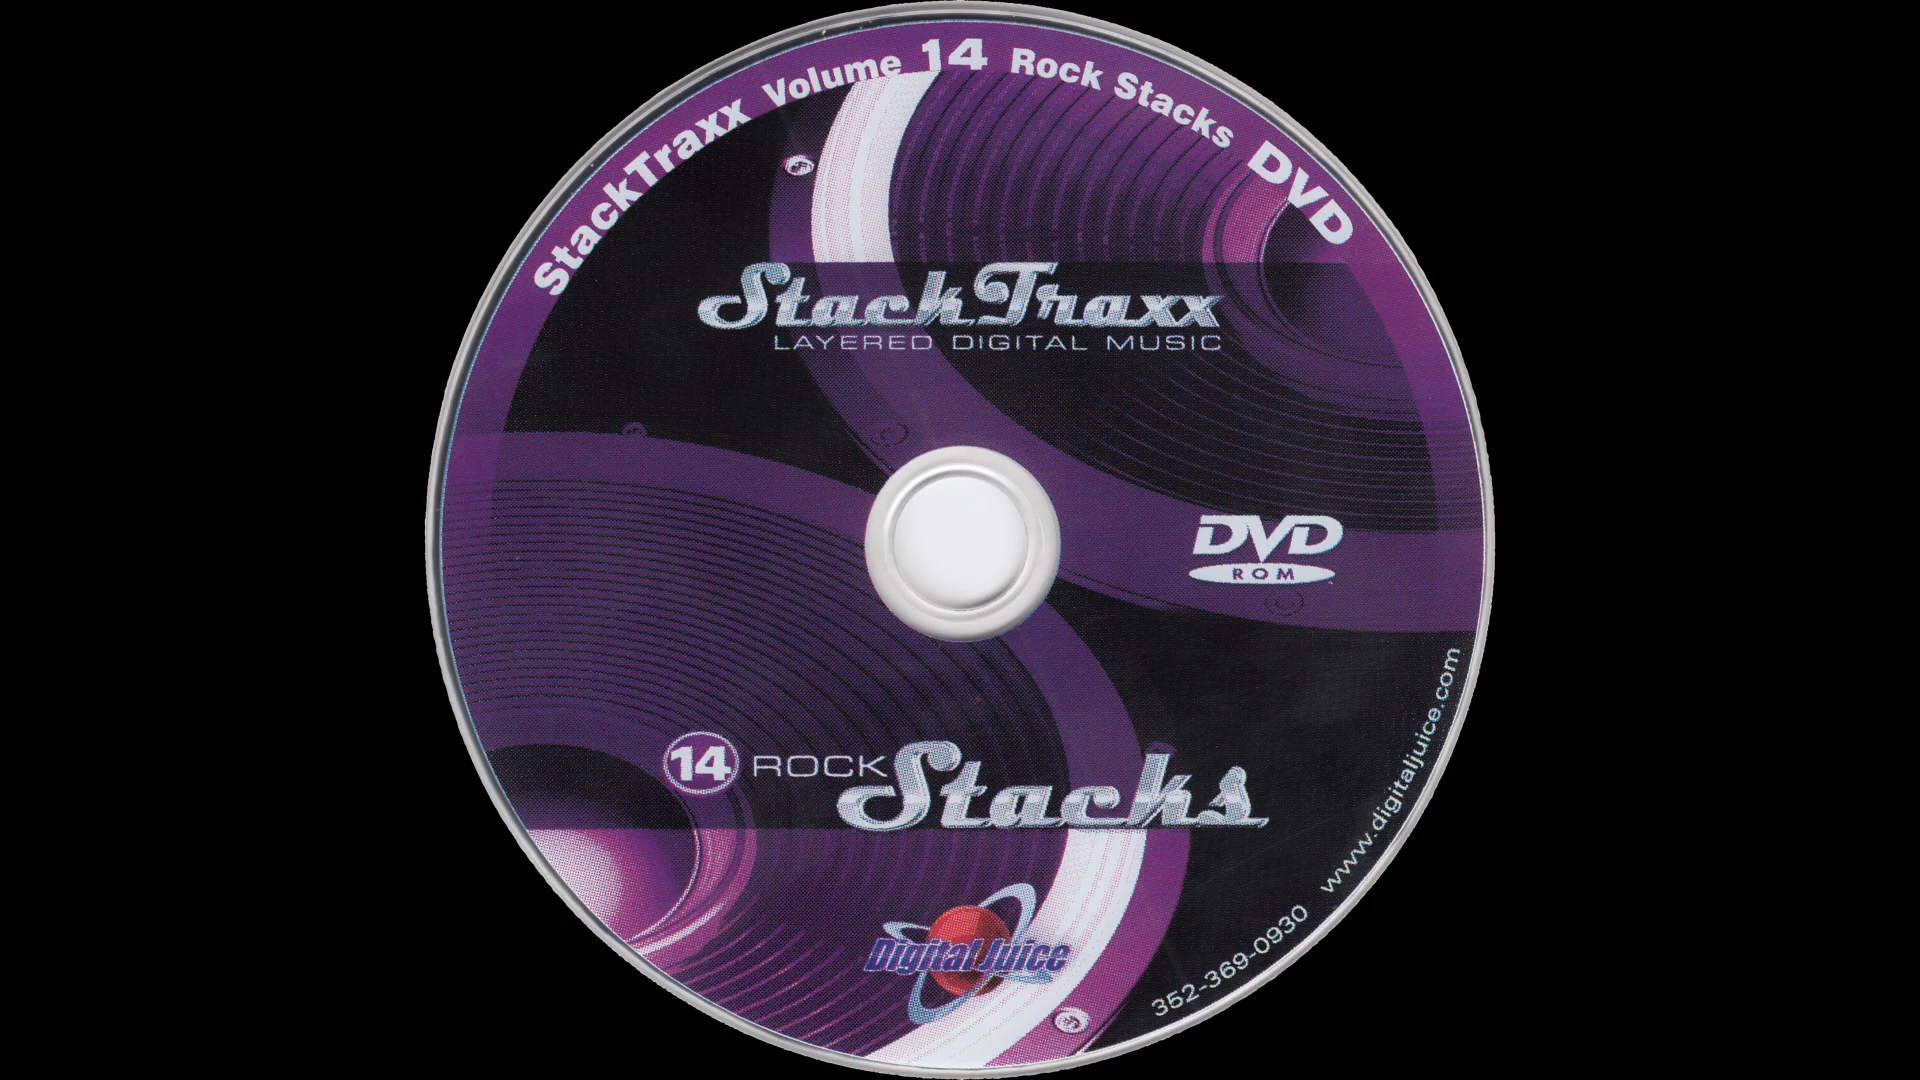 StackTraxx Volume 14 Rock Stacks DVD
StackTraxx
LAYERED DIGITAL MUSIC
DVD
ROM
14 ROCK Stacks
Digital Juice
www.digitaljuice.com
352-369-0930